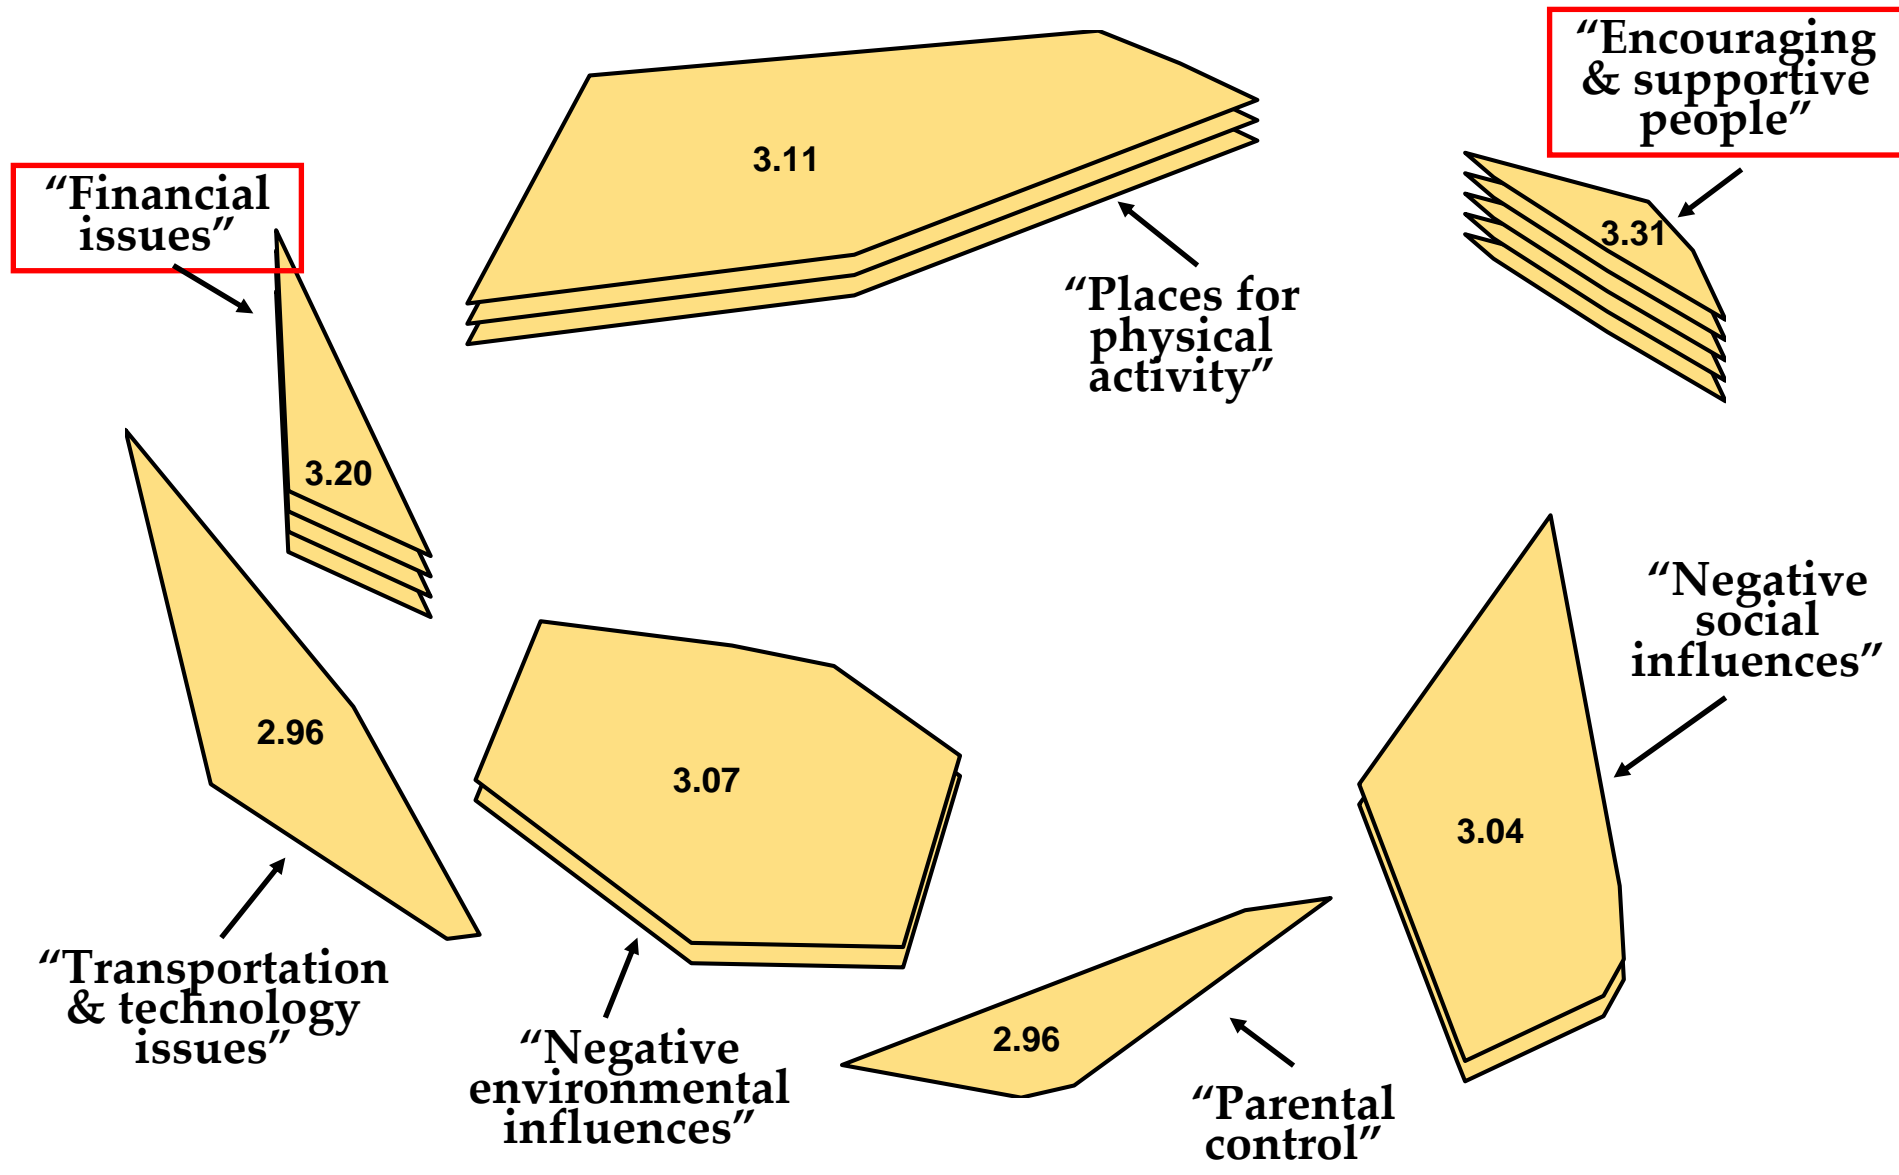 “Encouraging
& supportive
people”
3.11
“Financial
issues”
3.31
“Places for
physical
activity”
3.20
“Negative
social
influences”
2.96
3.07
3.04
“Transportation
& technology
issues”
2.96
“Negative
environmental
influences”
“Parental
control”